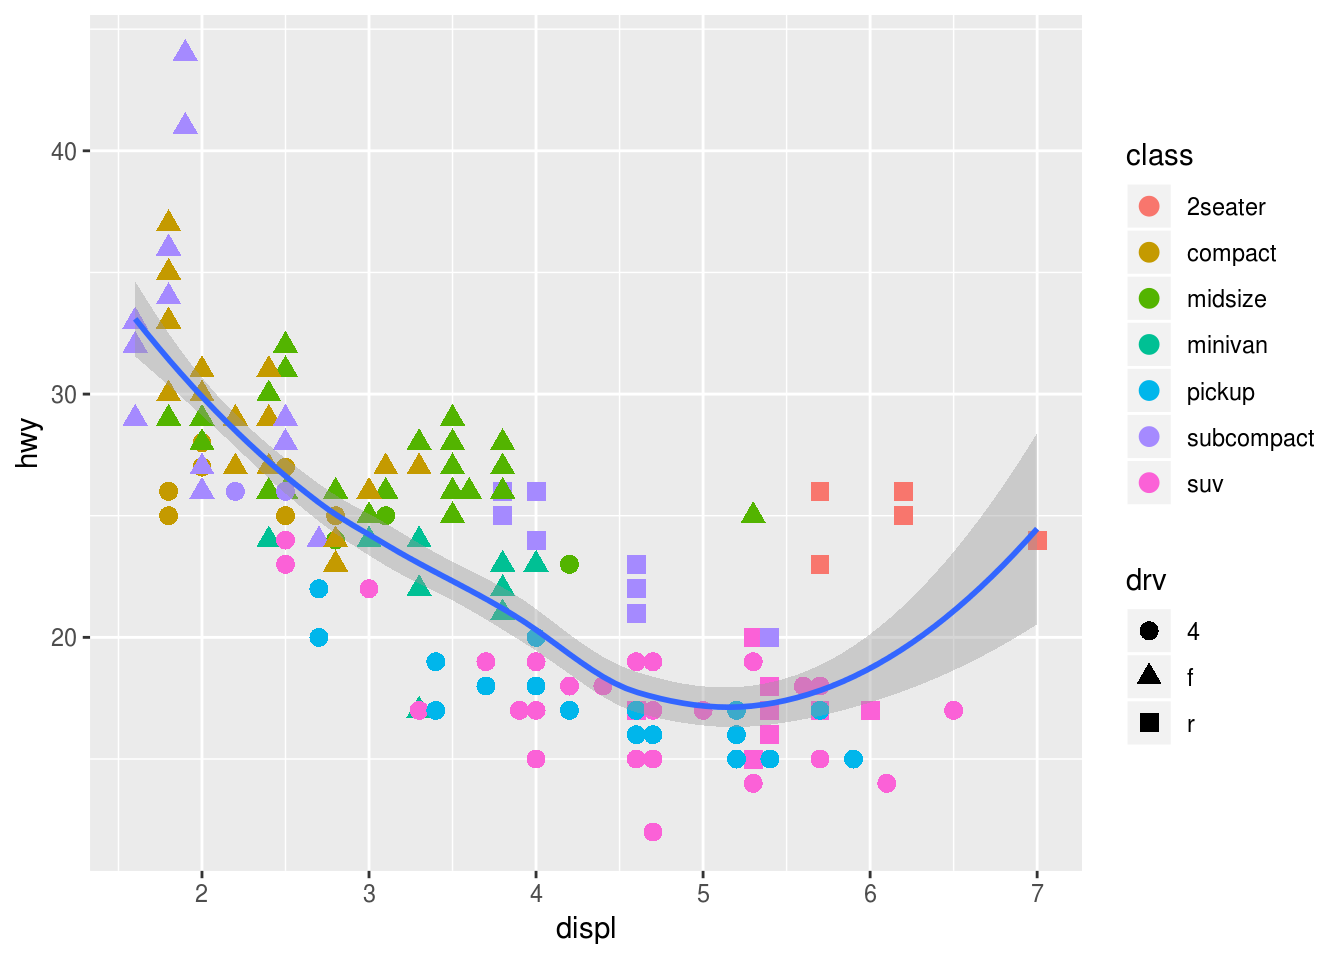 hwy
40
30
20
2 3 4 5 6 7
displ
class
2seater
compact
midsize
minivan
pickup
subcompact
suv
drv
4
f
r